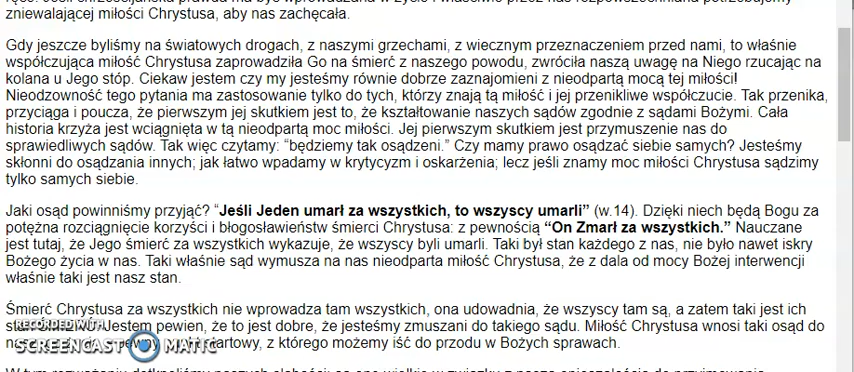 zniewalającej miłości Chrystusa, aby nas zachęcała.
Gdy jeszcze byliśmy na światowych drogach, z naszymi grzechami, z wiecznym przeznaczeniem przed nami, to właśnie
współczująca miłość Chrystusa zaprowadziła Go na śmierć z naszego powodu, zwróciła naszą uwagę na Niego rzucając na
kolana u Jego stóp. Ciekaw jestem czy my jesteśmy równie dobrze zaznajomieni z nieodpartą mocą tej miłości!
Nieodzowność tego pytania ma zastosowanie tylko do tych, którzy znają tą miłość i jej przenikliwe współczucie. Tak przenika,
przyciąga i poucza, że pierwszym jej skutkiem jest to, że kształtowanie naszych sądów zgodnie z sądami Bożymi. Cała
historia krzyża jest wciągnięta w tą nieodpartą moc miłości. Jej pierwszym skutkiem jest przymuszenie nas do
sprawiedliwych sądów. Tak więc czytamy: “będziemy tak osądzeni.” Czy mamy prawo osądzać siebie samych? Jesteśmy
skłonni do osądzania innych; jak łatwo wpadamy w krytycyzm i oskarżenia; lecz jeśli znamy moc miłości Chrystusa sądzimy
tylko samych siebie.
Jaki osąd powinniśmy przyjąć? “Jeśli Jeden umarł za wszystkich, to wszyscy umarli” (w.14). Dzięki niech będą Bogu za
potężna rozciągnięcie korzyści i błogosławieństw śmierci Chrystusa: z pewnością “On Zmarł za wszystkich.” Nauczane
jest tutaj, że Jego śmierć za wszystkich wykazuje, że wszyscy byli umarli. Taki był stan każdego z nas, nie było nawet iskry
Bożego życia w nas. Taki właśnie sąd wymusza na nas nieodparta miłość Chrystusa, że z dala od mocy Bożej interwencji
właśnie taki jest nasz stan.
Śmierć Chrystusa za wszystkich nie wprowadza tam wszystkich, ona udowadnia, że wszyscy tam są, a zatem taki jest ich
Jestem pewien, że to jest dobre, że jesteśmy zmuszani do takiego sądu. Miłość Chrystusa wnosi taki osąd do
z którego możemy iść do przodu w Bożych sprawach.
RECORDED WITH
SCREENCAST MATIC